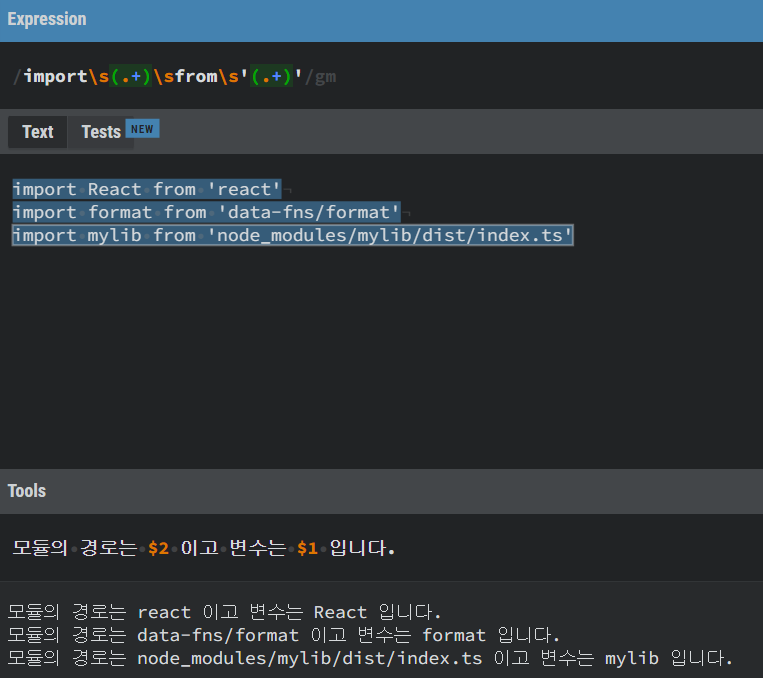 Expression
/import\s(.+)\sfrom\s'(.+)'/gm
Text Tests NEW
import React from 'react'
import format from 'data-fns/format'
import mylib from 'node_modules/mylib/dist/index.ts'
Tools
모듈의 경로는 $2 이고 변수는 $1 입니다.
모듈의 경로는 react 이고 변수는 React 입니다.
모듈의 경로는 data-fns/format 이고 변수는 format 입니다.
모듈의 경로는 node_modules/mylib/dist/index.ts 이고 변수는 mylib 입니다.